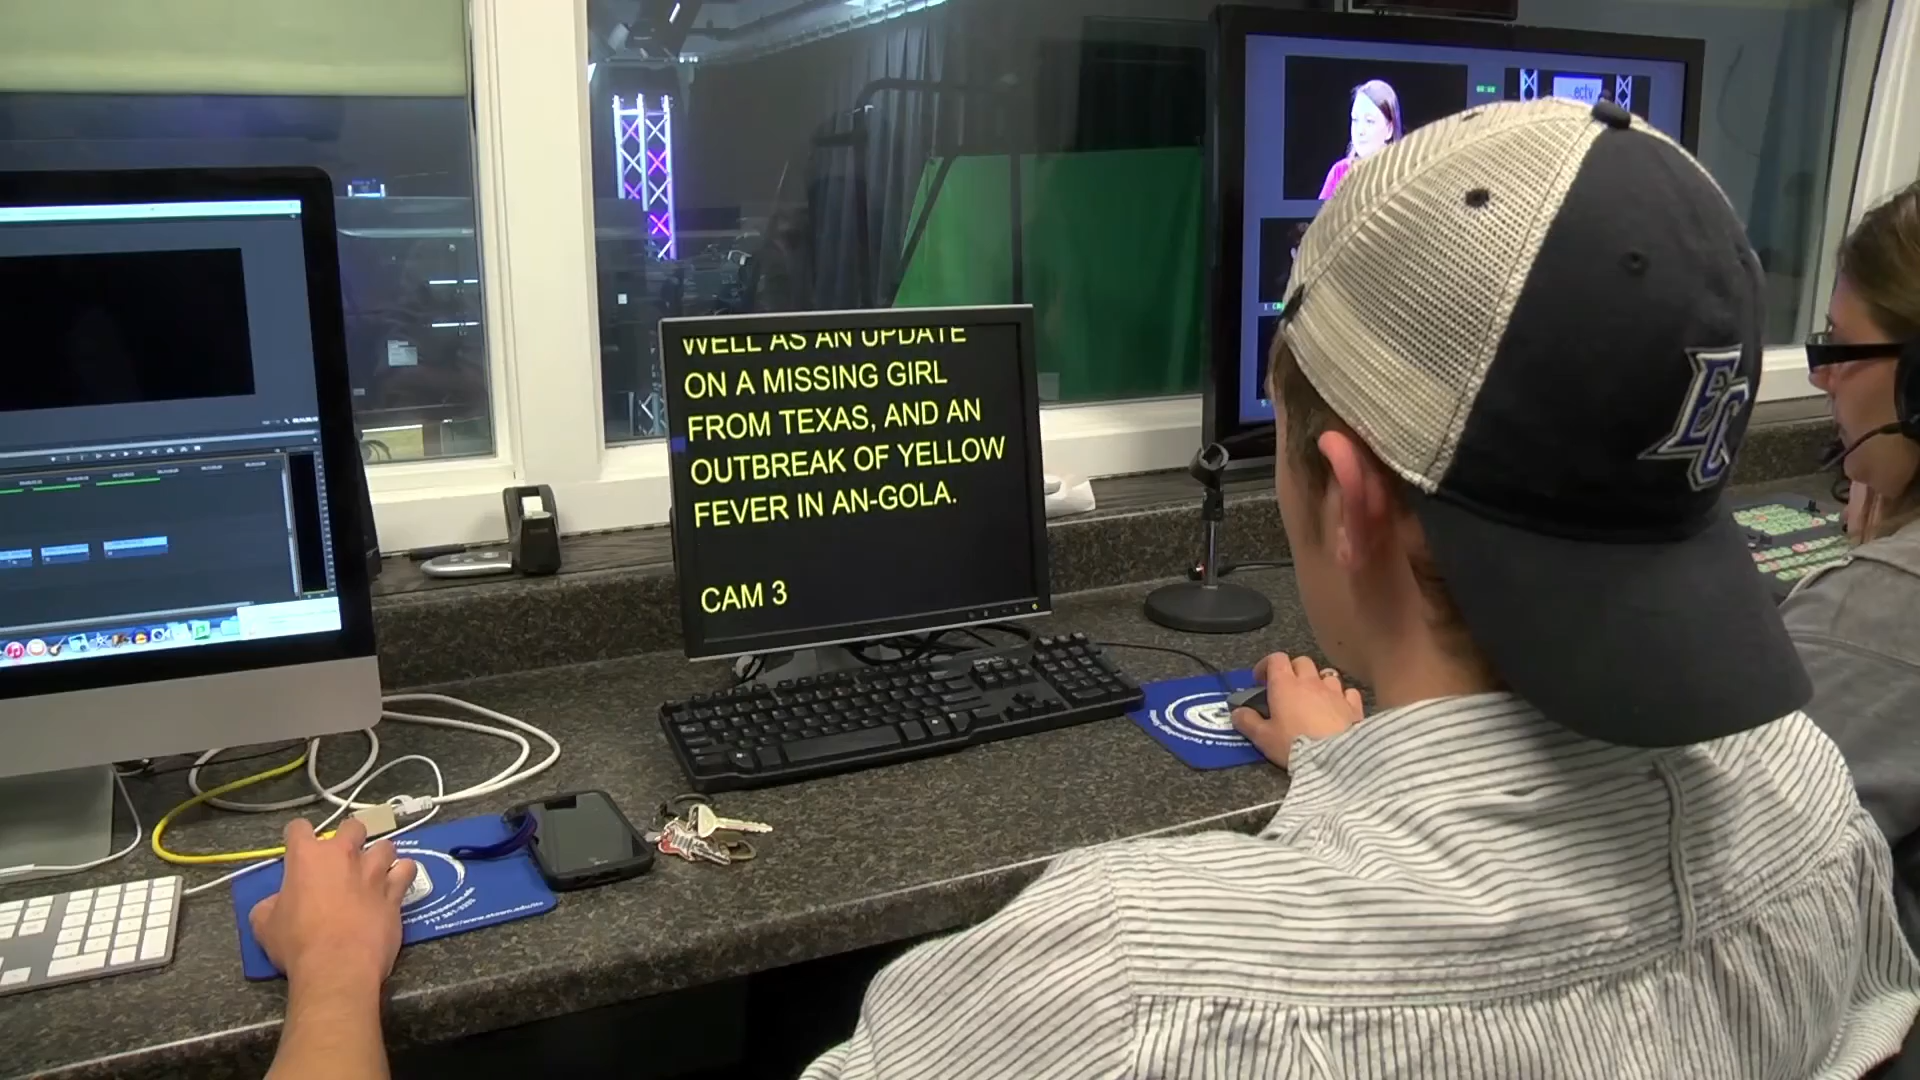 WELL AS AN UPDATE
ON A MISSING GIRL
FROM TEXAS, AND AN
OUTBREAK OF YELLOW
FEVER IN AN-GOLA.
CAM 3
ectv
EC